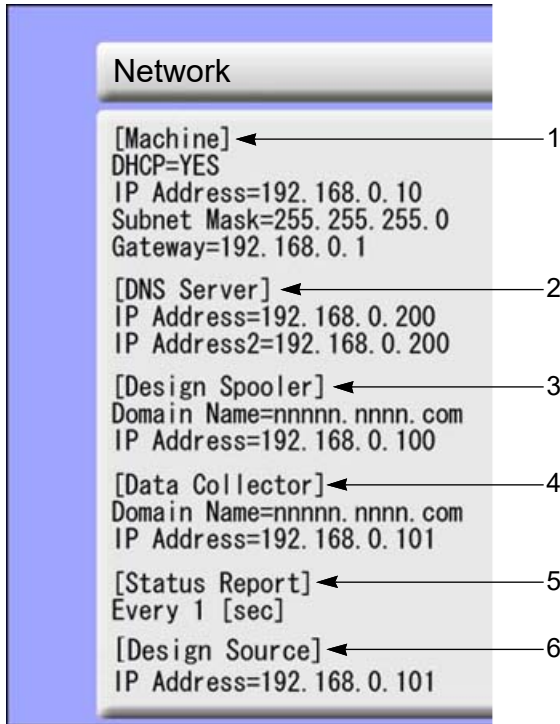 Network
[Machine] 1
DHCP=YES
IP Address=192.168.0.10
Subnet Mask=255.255.255.0
Gateway=192.168.0.1
[DNS Server] 2
IP Address=192.168.0.200
IP Address2=192.168.0.200
[Design Spooler] 3
Domain Name=nnnnn.nnnn.com
IP Address=192.168.0.100
[Data Collector] 4
Domain Name=nnnnn.nnnn.com
IP Address=192.168.0.101
[Status Report] 5
Every 1 [sec]
[Design Source] 6
IP Address=192.168.0.101